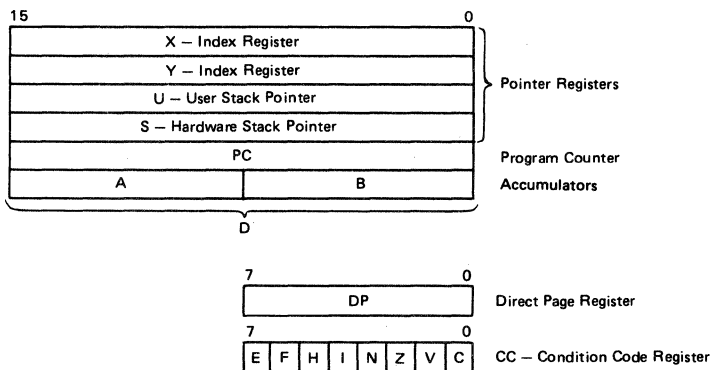 15 0
X – Index Register
Y – Index Register
U – User Stack Pointer
S – Hardware Stack Pointer
Pointer Registers
PC Program Counter
A B Accumulators
D
7 0
DP Direct Page Register
7 0
E F H I N Z V C CC – Condition Code Register